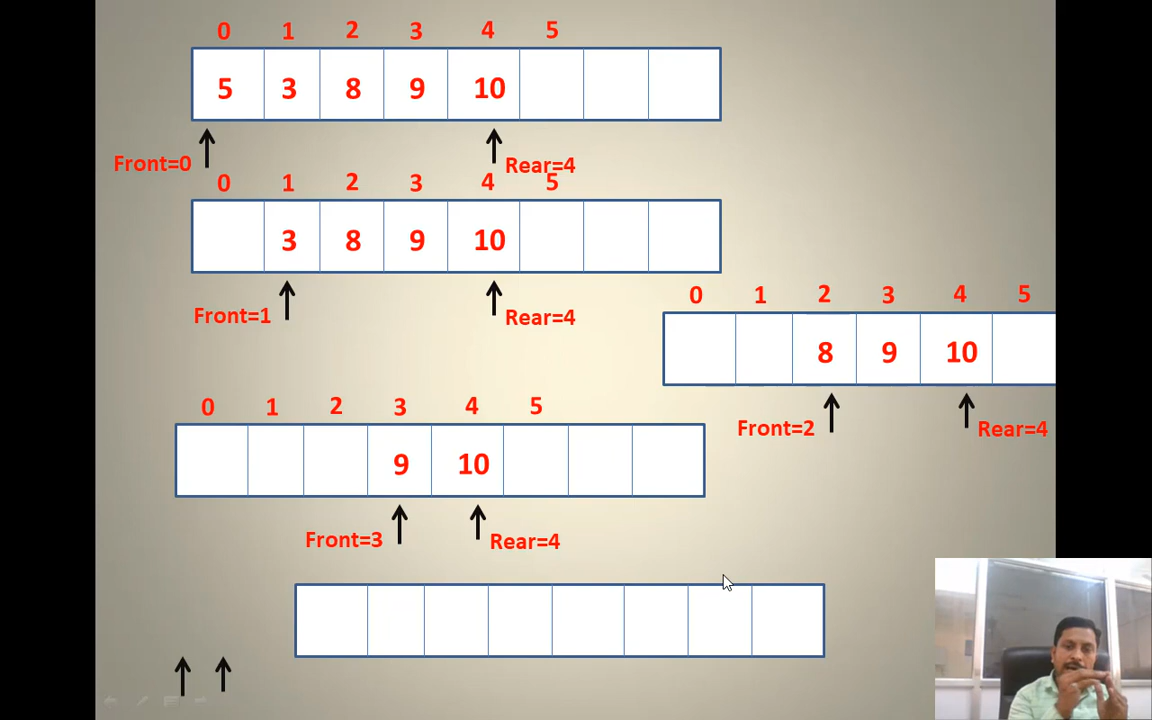 0 1 2 3 4 5
5 3 8 9 10
Front=0
Rear=4
0 1 2 3 4 5
3 8 9 10
Front=1
Rear=4
0 1 2 3 4 5
8 9 10
Front=2
Rear=4
0 1 2 3 4 5
9 10
Front=3
Rear=4